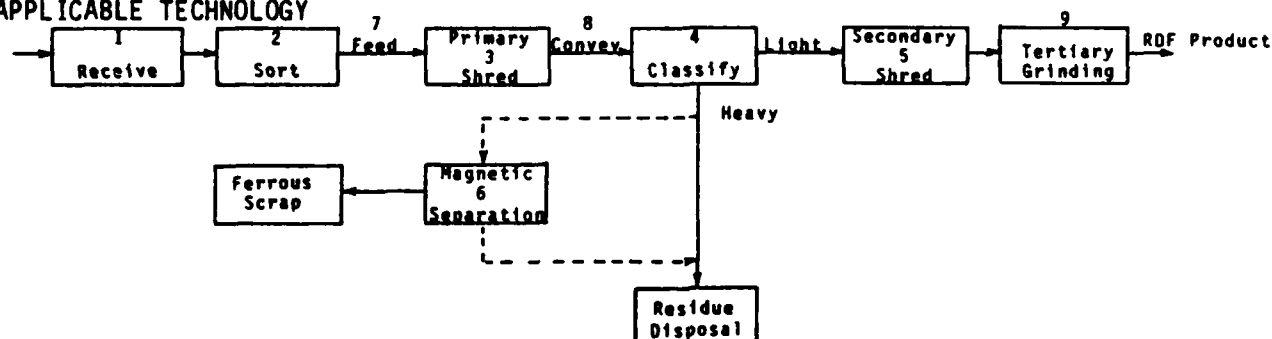 APPLICABLE TECHNOLOGY
1
Receive
2
Sort
7
Feed
Primary
3
Shred
8
Convey
4
Classify
Light
Secondary
5
Shred
9
Tertiary
Grinding
RDF Product
Heavy
Magnetic
6
Separation
Ferrous
Scrap
Residue
Disposal